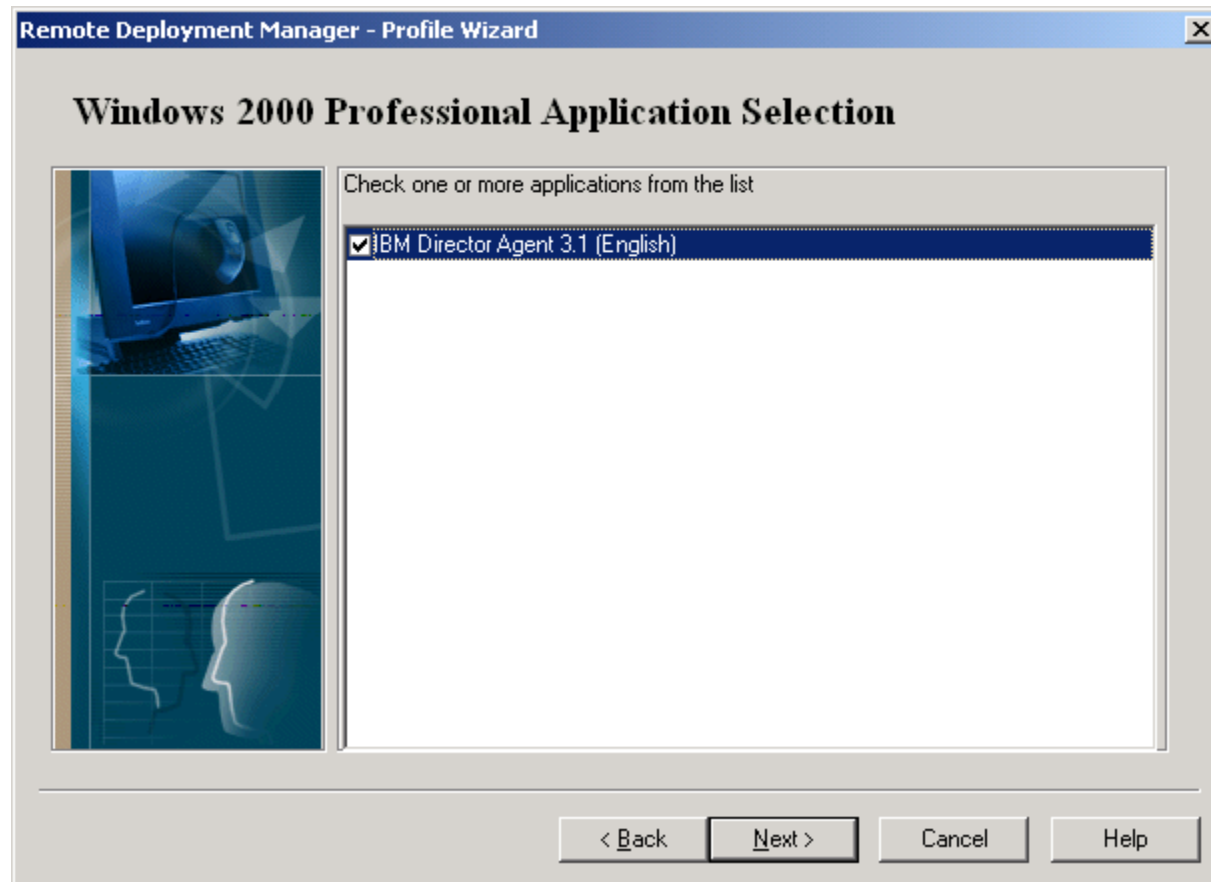 Remote Deployment Manager - Profile Wizard
Windows 2000 Professional Application Selection
Check one or more applications from the list
IBM Director Agent 3.1 (English)
< Back
Next >
Cancel
Help